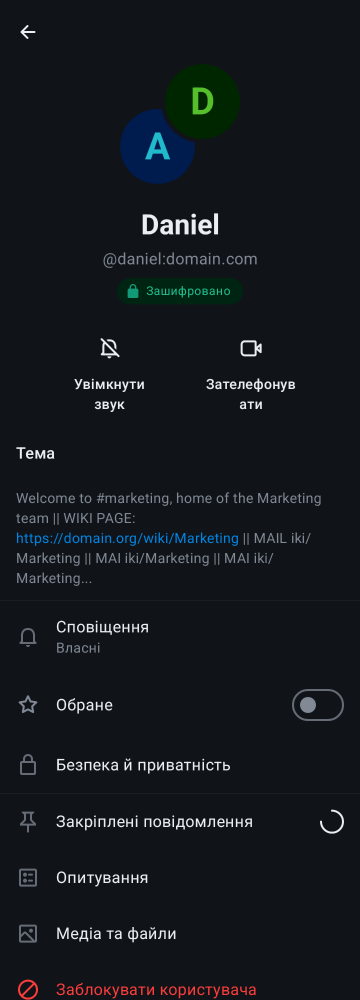 D
A
Daniel
@daniel:domain.com
Зашифровано
Увімкнути
звук
Зателефонув
ати
Тема
Welcome to #marketing, home of the Marketing
team || WIKI PAGE:
https://domain.org/wiki/Marketing || MAIL iki/
Marketing || MAI iki/Marketing || MAI iki/
Marketing...
Сповіщення
Власні
Обране
Безпека й приватність
Закріплені повідомлення
Опитування
Медіа та файли
Заблокувати користувача